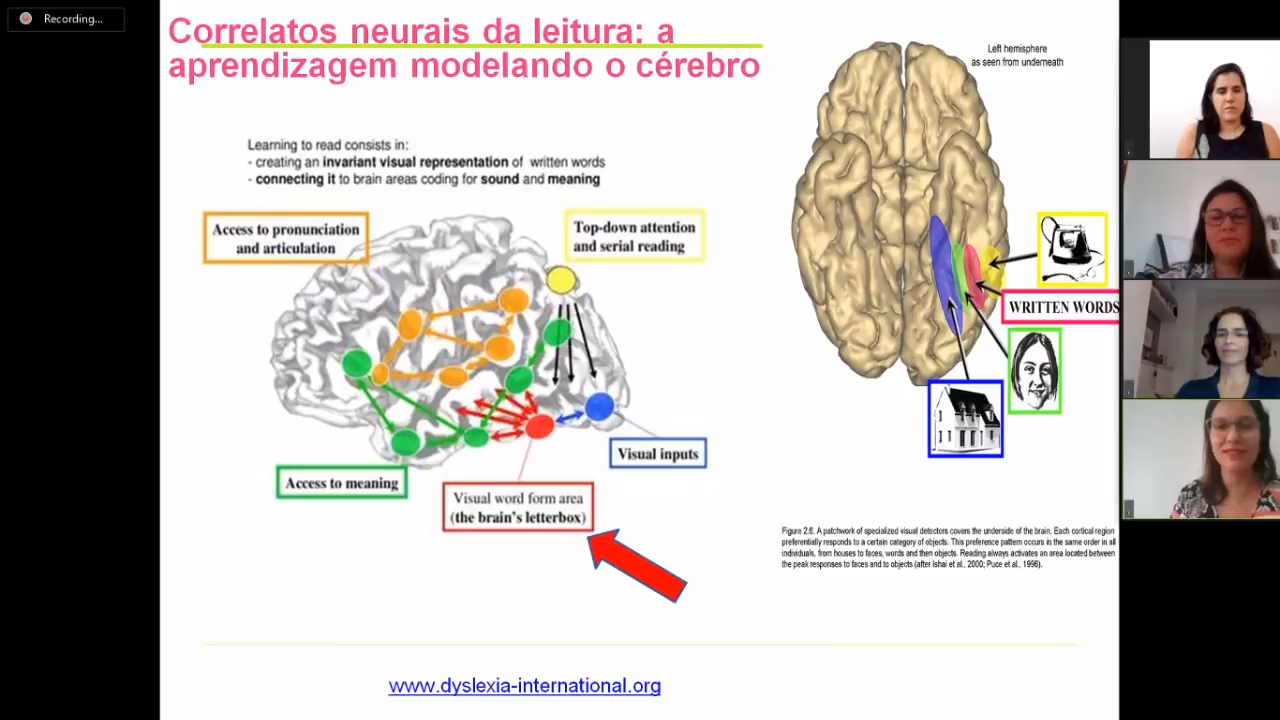 Recording...
Correlatos neurais da leitura: a
aprendizagem modelando o cérebro
Learning to read consists in:
- creating an invariant visual representation of written words
- connecting it to brain areas coding for sound and meaning
Access to pronunciation
and articulation
Top-down attention
and serial reading
Visual inputs
Access to meaning
Visual word form area
(the brain's letterbox)
Left hemisphere
as seen from underneath
WRITTEN WORDS
Figure 2.6. A patchwork of specialized visual detectors covers the underside of the brain. Each cortical region
preferentially responds to a certain category of objects. This preference pattern occurs in the same order in all
individuals, from houses to faces, words and then objects. Reading always activates an area located between
the peak responses to faces and to objects (after Ishai et al., 2000; Puce et al., 1996).
www.dyslexia-international.org